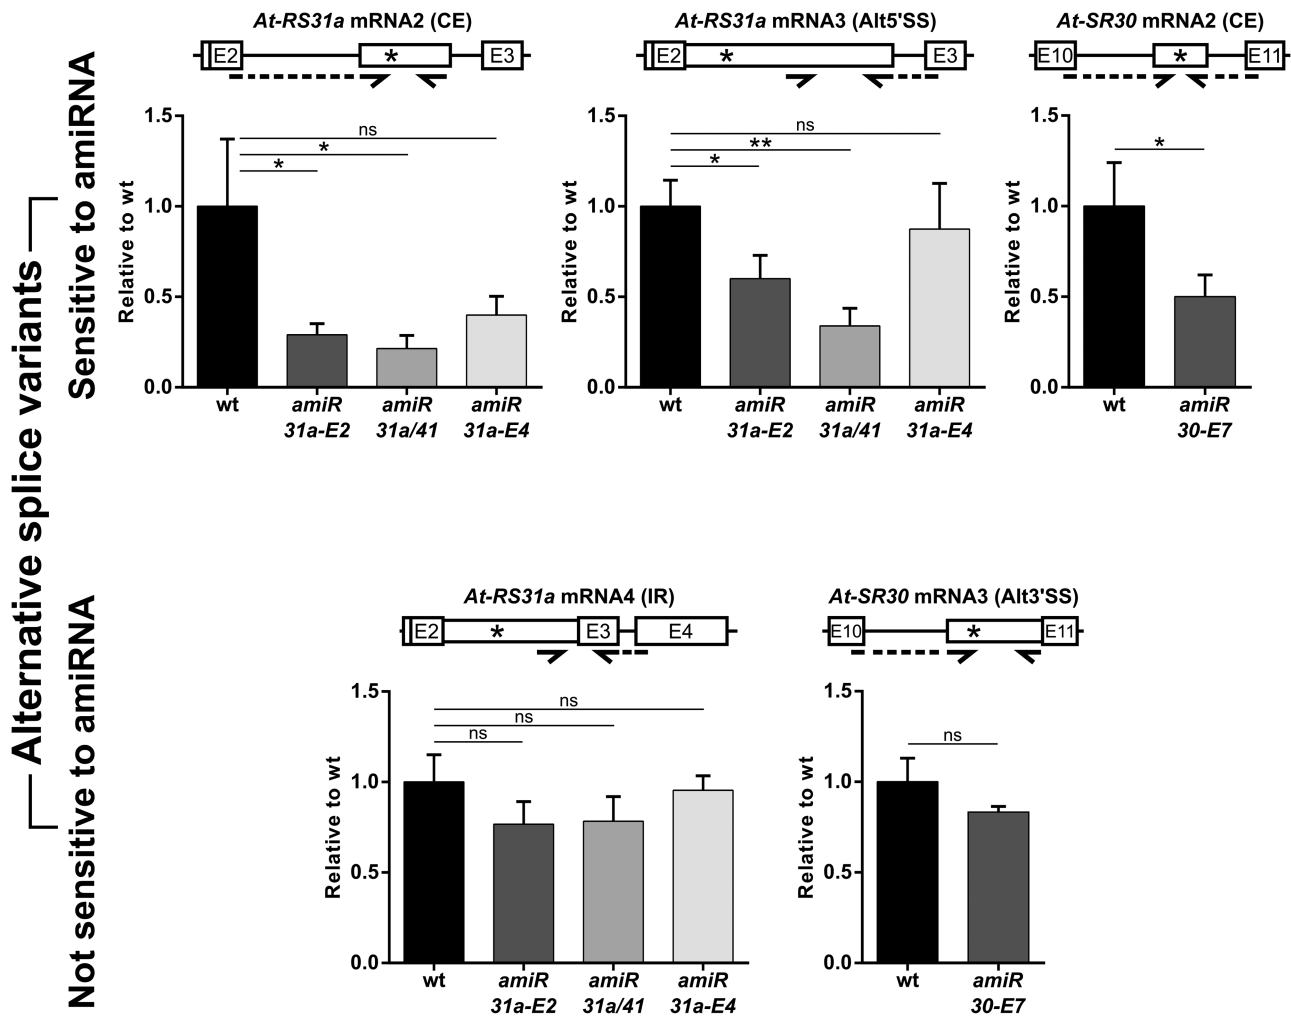 Alternative splice variants
Sensitive to amiRNA
At-RS31a mRNA2 (CE)
E2 * E3
Relative to wt
1.5
1.0
0.5
0.0
ns
*
*
wt amiR amiR amiR
31a-E2 31a/41 31a-E4
At-RS31a mRNA3 (Alt5'SS)
E2 * E3
Relative to wt
1.5
1.0
0.5
0.0
ns
**
*
wt amiR amiR amiR
31a-E2 31a/41 31a-E4
At-SR30 mRNA2 (CE)
E10 * E11
Relative to wt
1.5
1.0
0.5
0.0
*
wt amiR
30-E7
Not sensitive to amiRNA
At-RS31a mRNA4 (IR)
E2 * E3 E4
Relative to wt
1.5
1.0
0.5
0.0
ns
ns
ns
wt amiR amiR amiR
31a-E2 31a/41 31a-E4
At-SR30 mRNA3 (Alt3'SS)
E10 * E11
Relative to wt
1.5
1.0
0.5
0.0
ns
wt amiR
30-E7